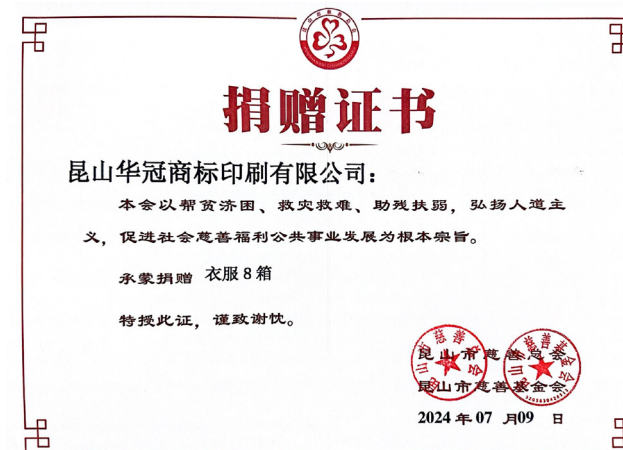 捐赠证书
昆山华冠商标印刷有限公司：
本会以帮贫济困、救灾救难、助残扶弱，弘扬人道主
义，促进社会慈善福利公共事业发展为根本宗旨。
承蒙捐赠 衣服8箱
特授此证，谨致谢忱。
昆山市慈善总会
昆山市慈善基金会
2024年07月09日